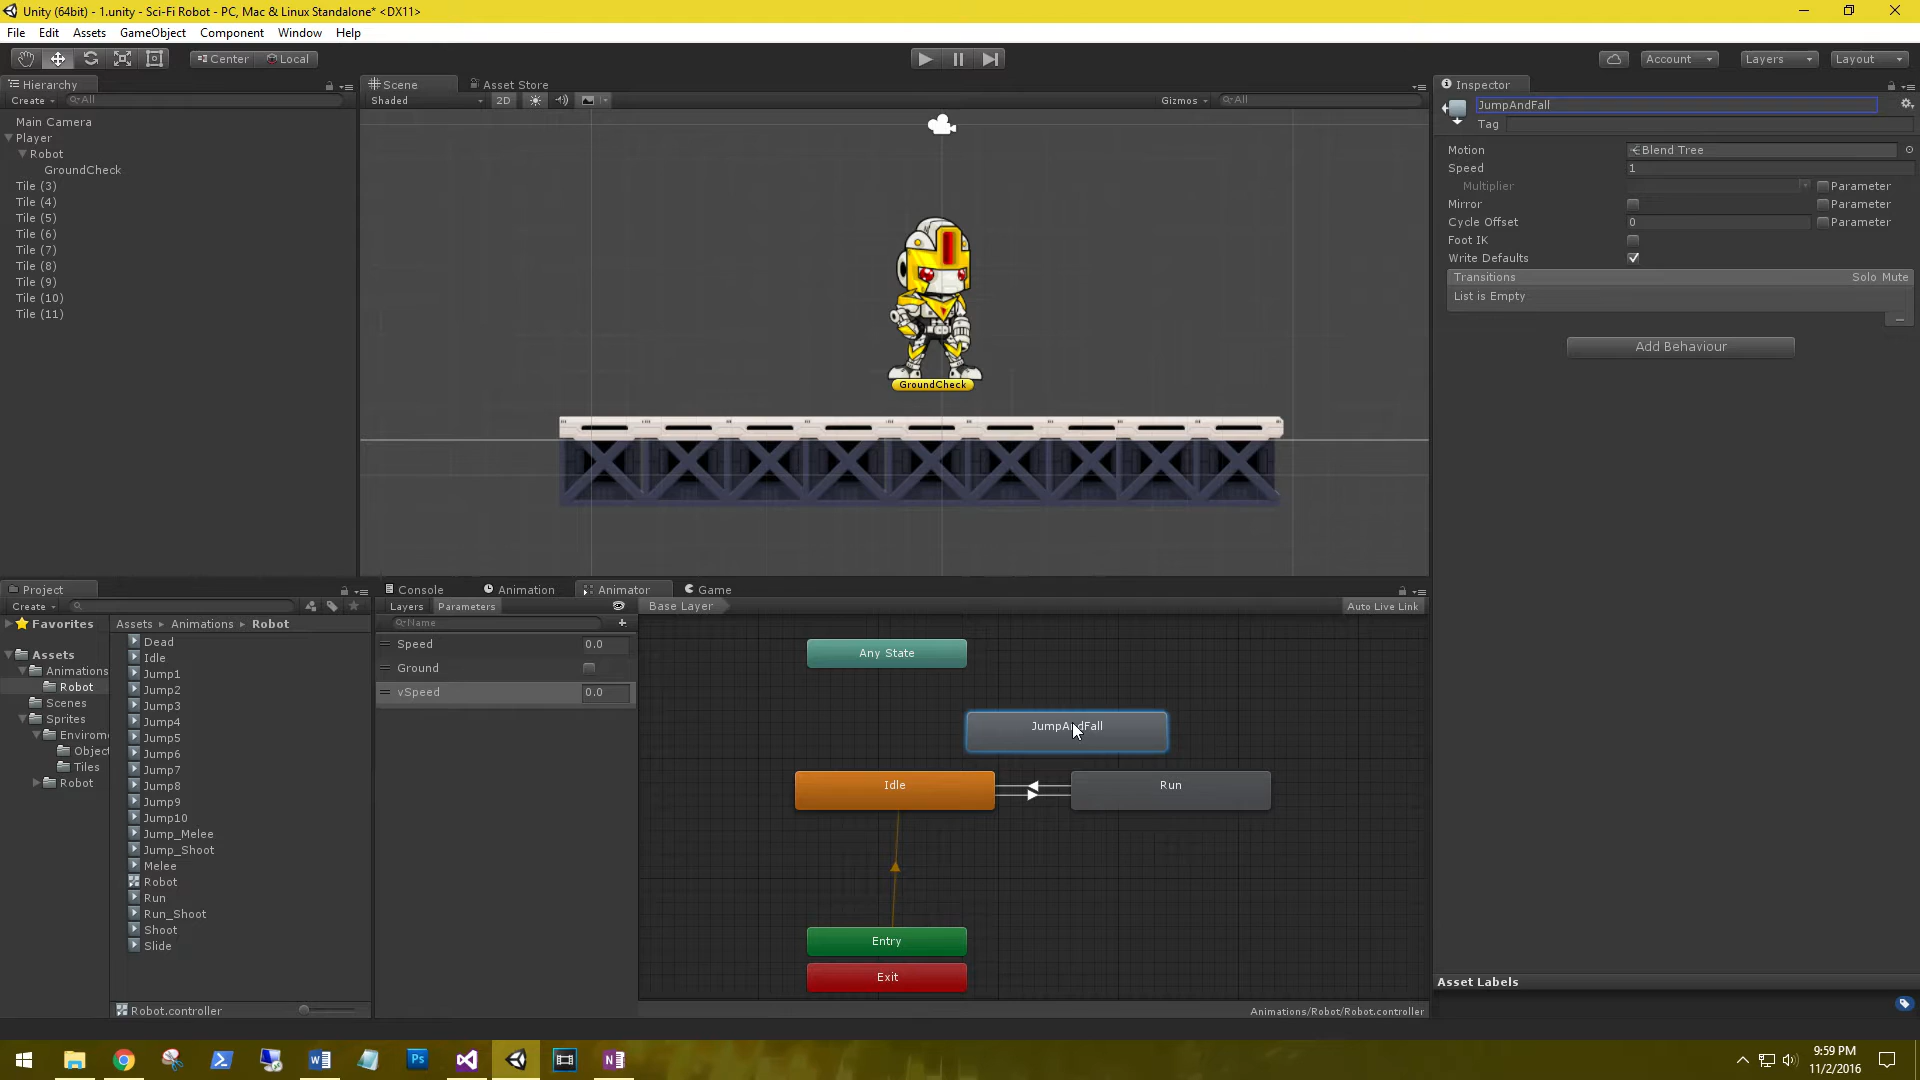 Unity (64bit) - 1.unity - Sci-Fi Robot - PC, Mac & Linux Standalone* <DX11>
File Edit Assets GameObject Component Window Help
Center Local Account Layers Layout
Hierarchy
Create All
Main Camera
Player
Robot
GroundCheck
Tile (3)
Tile (4)
Tile (5)
Tile (6)
Tile (7)
Tile (8)
Tile (9)
Tile (10)
Tile (11)
Scene Asset Store
Shaded 2D Gizmos All
GroundCheck
Inspector
JumpAndFall
Tag
Motion Blend Tree
Speed 1
Multiplier Parameter
Mirror Parameter
Cycle Offset 0 Parameter
Foot IK
Write Defaults
Transitions Solo Mute
List is Empty
Add Behaviour
Asset Labels
Project
Create
Favorites
Assets
Animations
Robot
Scenes
Sprites
Envirom
Object
Tiles
Robot
Assets Animations Robot
Dead
Idle
Jump1
Jump2
Jump3
Jump4
Jump5
Jump6
Jump7
Jump8
Jump9
Jump10
Jump_Melee
Jump_Shoot
Melee
Robot
Run
Run_Shoot
Shoot
Slide
Robot.controller
Console Animation Animator Game
Layers Parameters Base Layer Auto Live Link
Name
Speed 0.0
Ground
vSpeed 0.0
Any State
JumpAndFall
Idle Run
Entry
Exit
Animations/Robot/Robot.controller
9:59 PM
11/2/2016